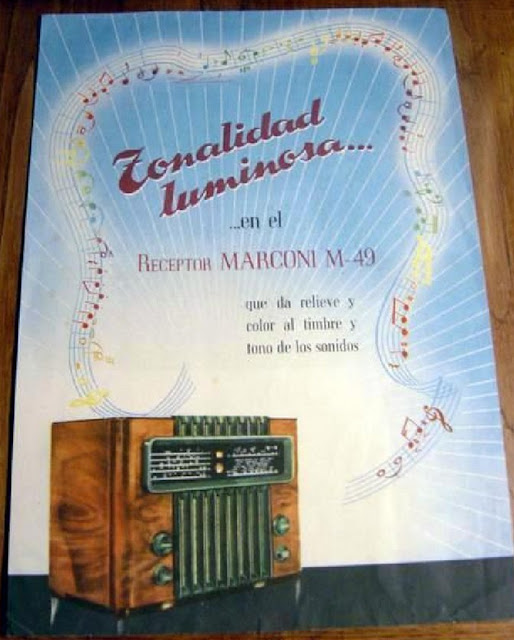 Tonalidad
luminosa...
...en el
RECEPTOR MARCONI M-49
que da relieve y
color al timbre y
tono de los sonidos